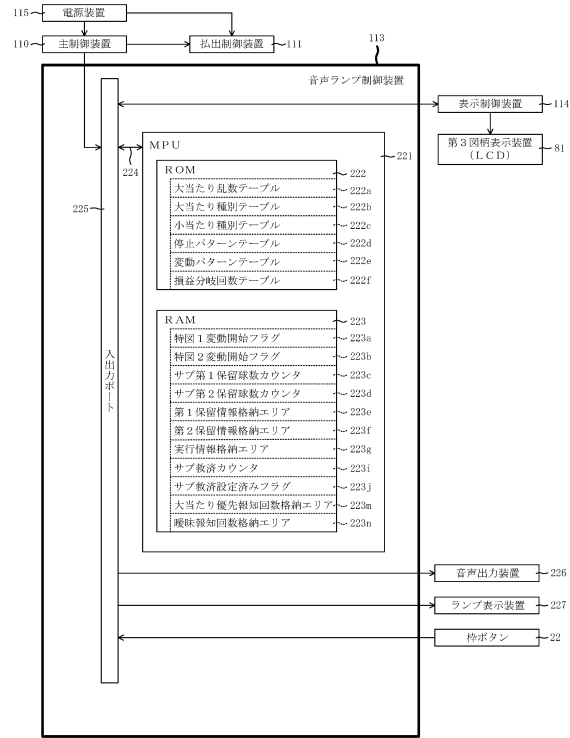 115
電源装置
110
主制御装置
払出制御装置
111
113
音声ランプ制御装置
表示制御装置
114
第3図柄表示装置
(LCD)
81
MPU
221
224
225
ROM
222
大当たり乱数テーブル
222a
大当たり種別テーブル
222b
小当たり種別テーブル
222c
停止パターンテーブル
222d
変動パターンテーブル
222e
損益分岐回数テーブル
222f
入出力ポート
RAM
223
特図1変動開始フラグ
223a
特図2変動開始フラグ
223b
サブ第1保留球数カウンタ
223c
サブ第2保留球数カウンタ
223d
第1保留情報格納エリア
223e
第2保留情報格納エリア
223f
実行情報格納エリア
223g
サブ救済カウンタ
223i
サブ救済設定済みフラグ
223j
大当たり優先報知回数格納エリア
223m
曖昧報知回数格納エリア
223n
音声出力装置
226
ランプ表示装置
227
枠ボタン
22